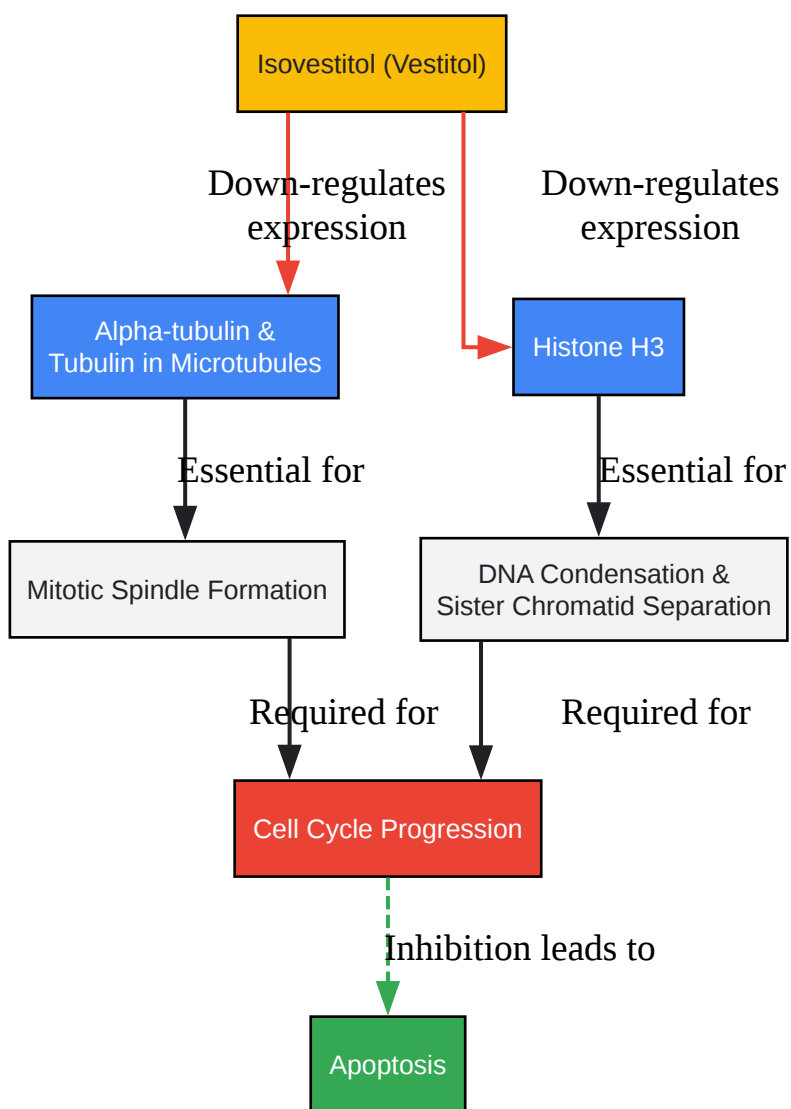 Isovestitol (Vestitol)
Down-regulates
expression
Down-regulates
expression
Alpha-tubulin &
Tubulin in Microtubules
Histone H3
Essential for
Essential for
Mitotic Spindle Formation
DNA Condensation &
Sister Chromatid Separation
Required for
Required for
Cell Cycle Progression
Inhibition leads to
Apoptosis